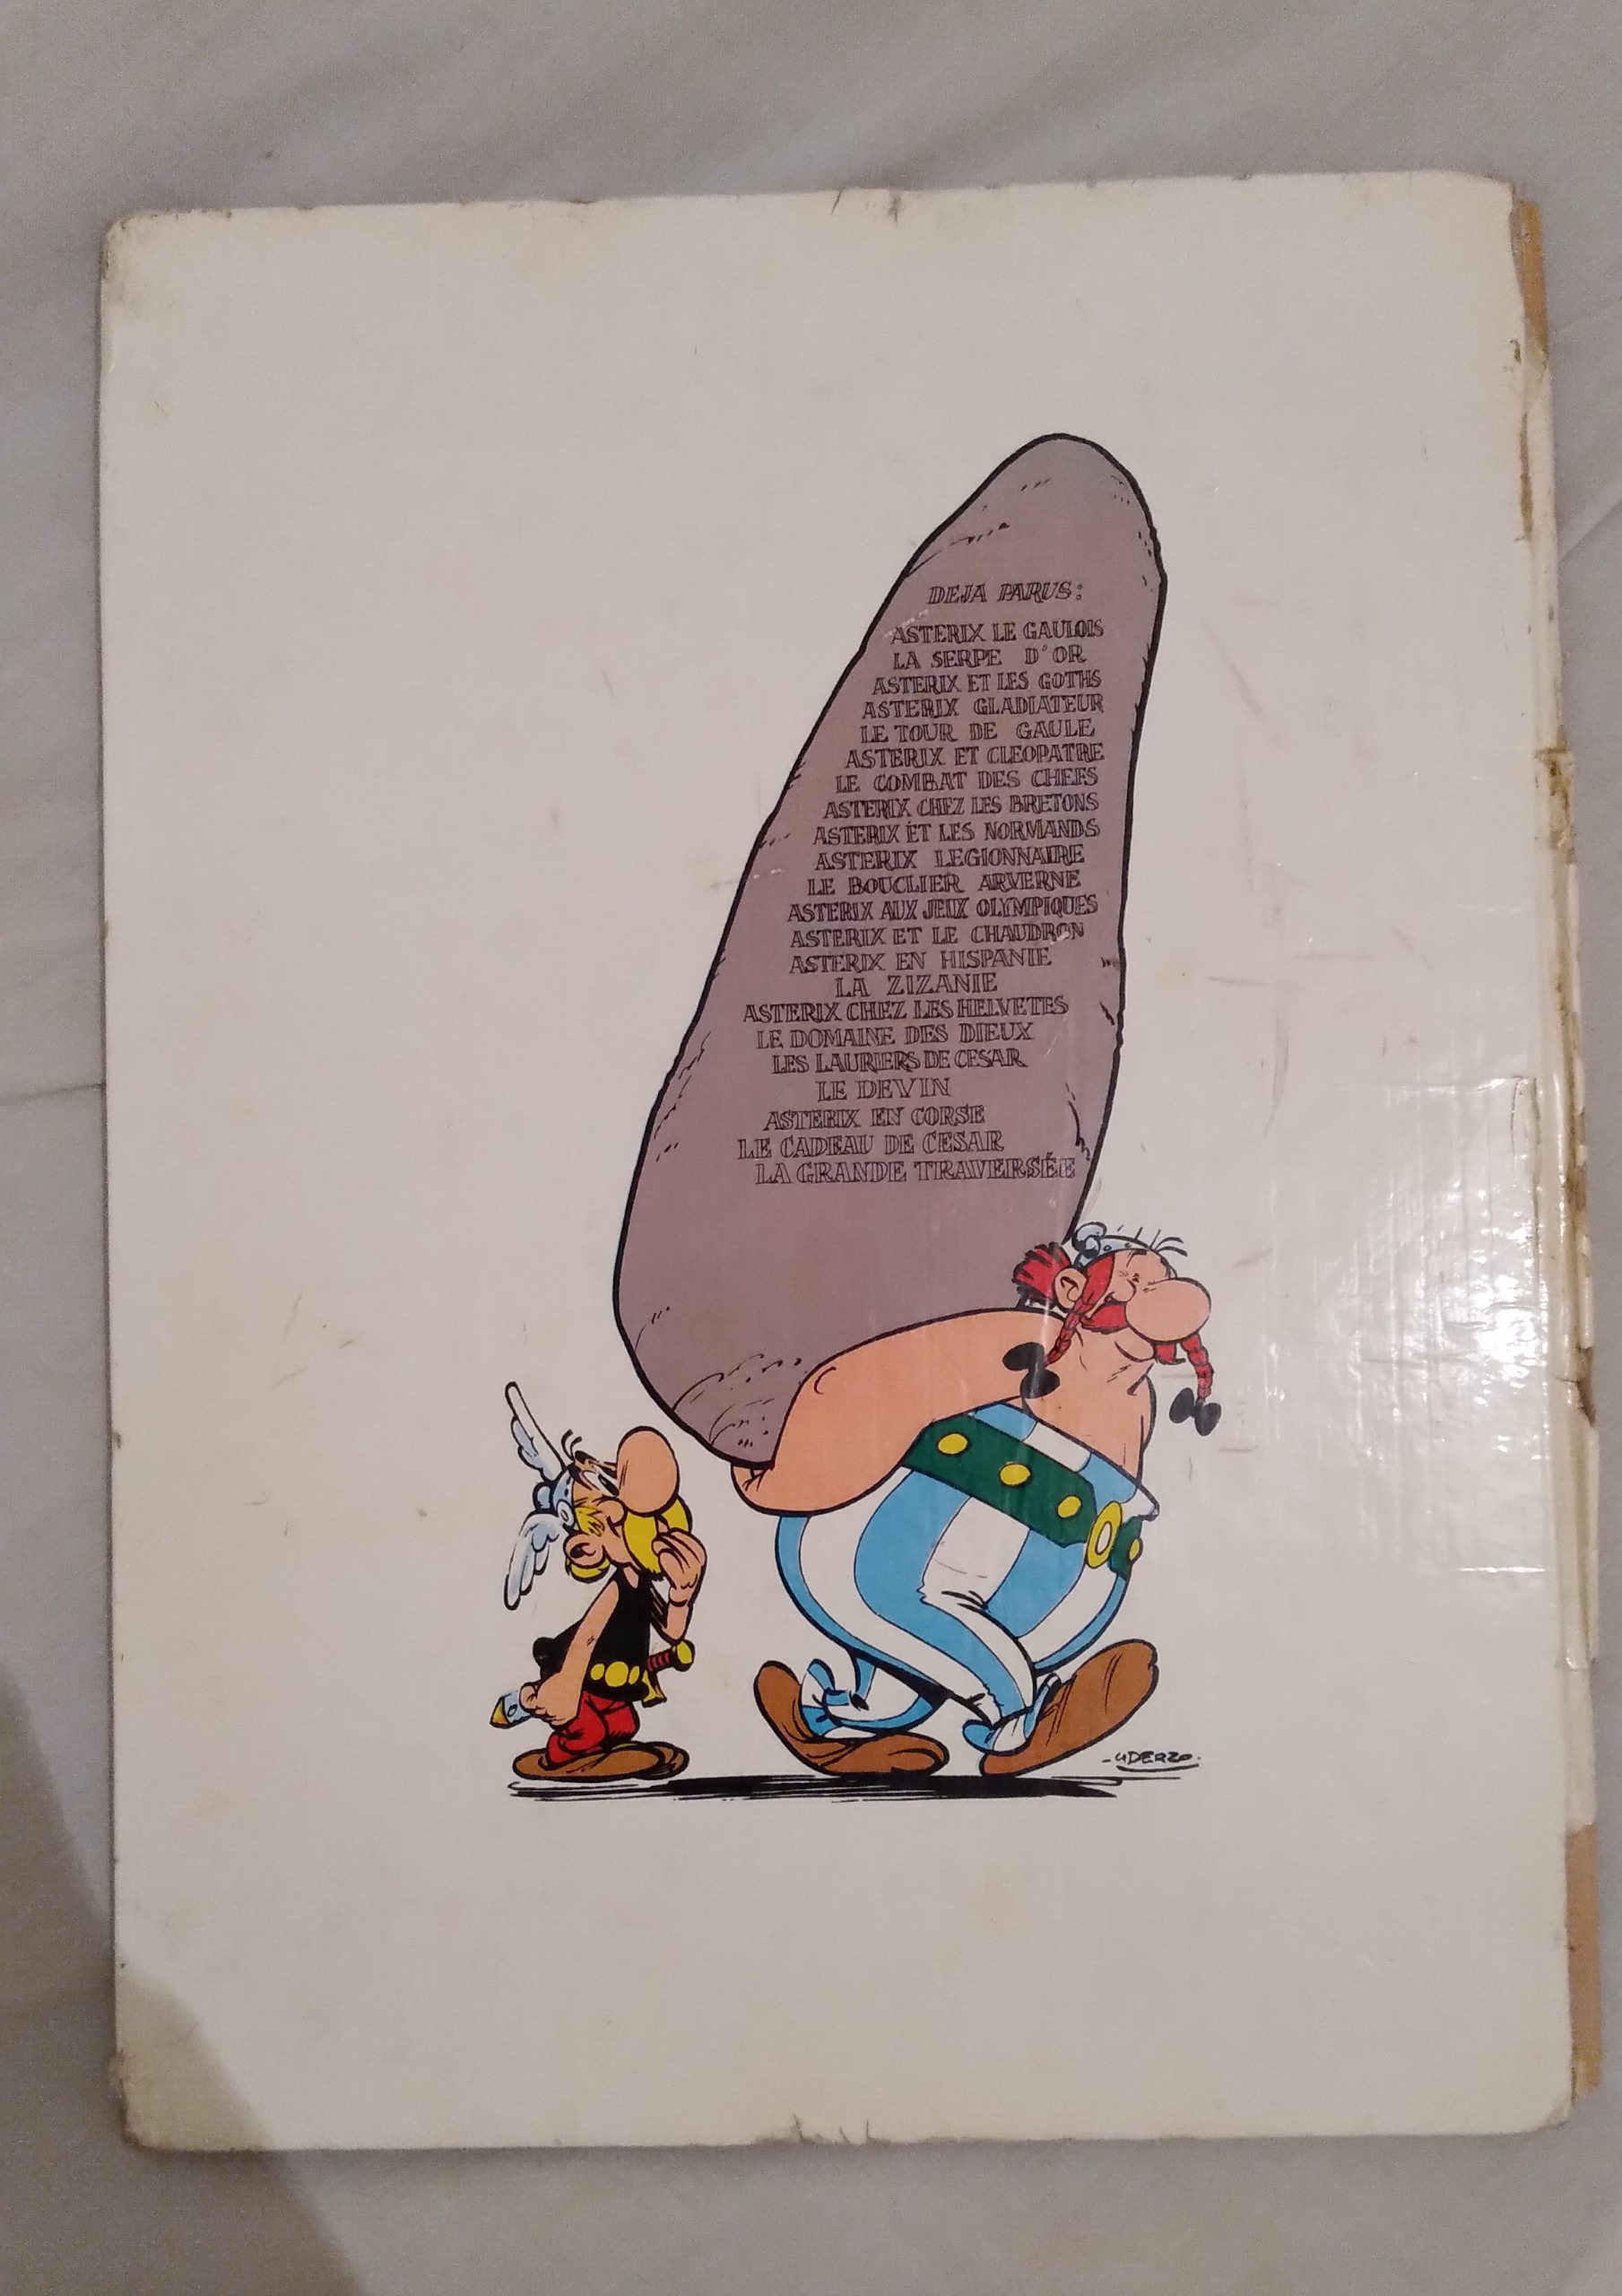 DEJA PARUS:
ASTERIX LE GAULOIS
LA SERPE D'OR
ASTERIX ET LES GOTHS
ASTERIX GLADIATEUR
LE TOUR DE GAULE
ASTERIX ET CLEOPATRE
LE COMBAT DES CHEFS
ASTERIX CHEZ LES BRETONS
ASTERIX ET LES NORMANDS
ASTERIX LEGIONNAIRE
LE BOUCLIER ARVERNE
ASTERIX AUX JEUX OLYMPIQUES
ASTERIX ET LE CHAUDRON
ASTERIX EN HISPANIE
LA ZIZANIE
ASTERIX CHEZ LES HELVETES
LE DOMAINE DES DIEUX
LES LAURIERS DE CESAR
LE DEVIN
ASTERIX EN CORSE
LE CADEAU DE CESAR
LA GRANDE TRAVERSÉE
-UDERZO-